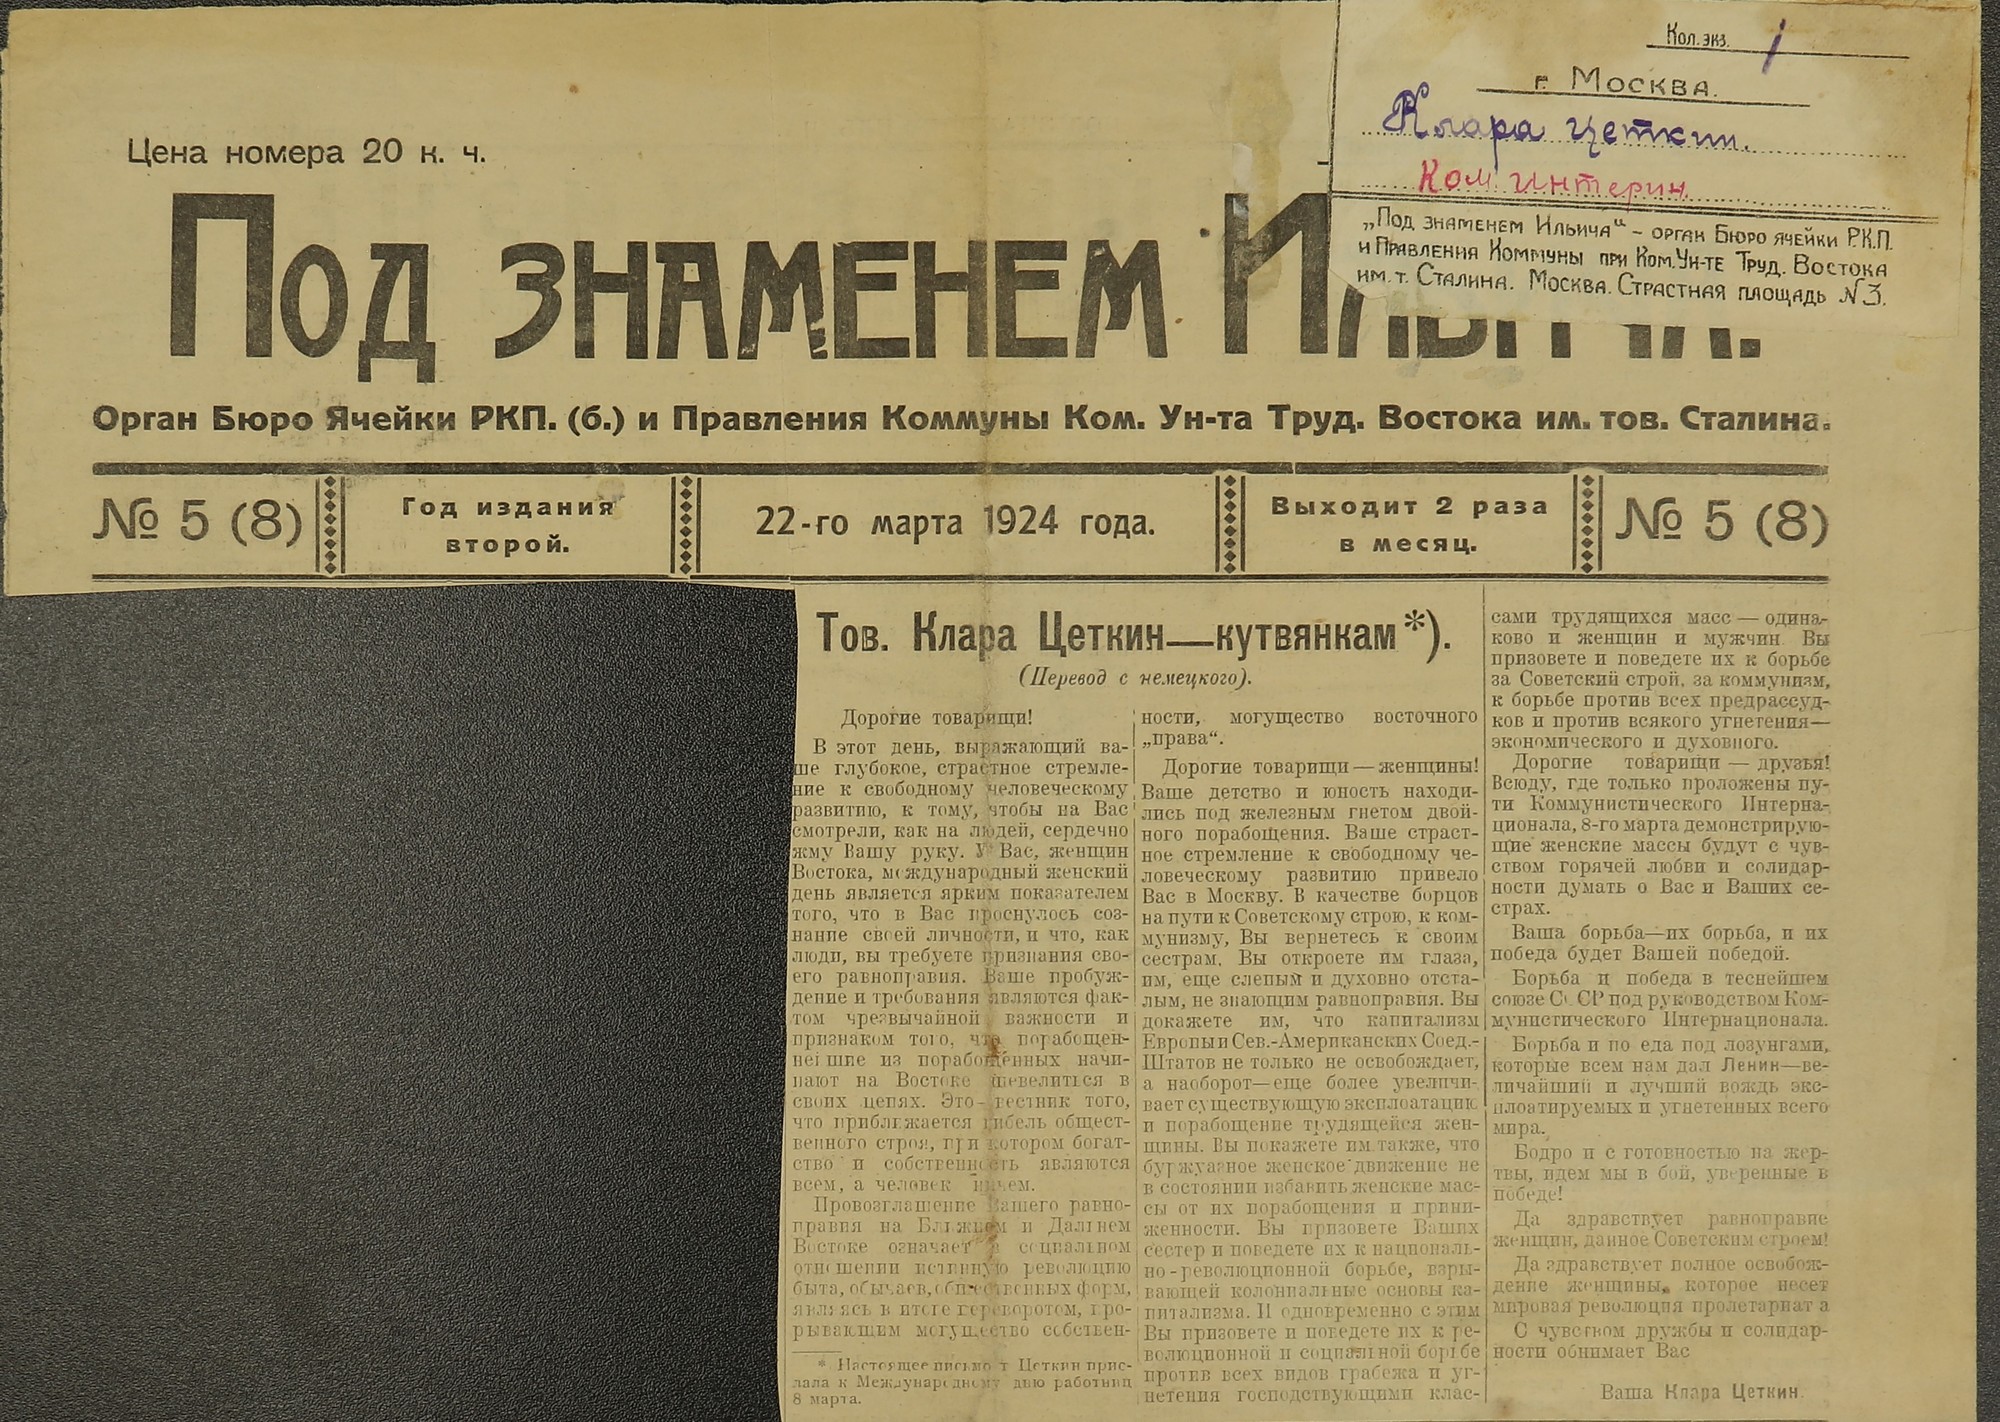 Кол. экз. 1
г. Москва.
Клара Цеткин.
Ком. интерн.
„Под знаменем Ильича“ – орган Бюро ячейки Р.К.П.
и Правления Коммуны при Ком. Ун-те Труд. Востока
им. т. Сталина. Москва. Страстная площадь № 3.
Цена номера 20 к. ч.
Под знаменем
Орган Бюро Ячейки РКП. (б.) и Правления Коммуны Ком. Ун-та Труд. Востока им. тов. Сталина.
№ 5 (8)
Год издания
второй.
22-го марта 1924 года.
Выходит 2 раза
в месяц.
№ 5 (8)
Тов. Клара Цеткин—кутвянкам*).
(Перевод с немецкого).
Дорогие товарищи!
В этот день, выражающий ва-
ше глубокое, страстное стремле-
ние к свободному человеческому
развитию, к тому, чтобы на Вас
смотрели, как на людей, сердечно
жму Вашу руку. У Вас, женщин
Востока, международный женский
день является ярким показателем
того, что в Вас проснулось соз-
нание своей личности, и что, как
люди, вы требуете признания сво-
его равноправия. Ваше пробуж-
дение и требования являются фак-
том чрезвычайной важности и
признаком того, что порабощен-
нейшие из порабощенных начи-
нают на Востоке шевелиться в
своих цепях. Это - вестник того,
что приближается гибель общест-
венного строя, при котором богат-
ство и собственность являются
всем, а человек ничем.
Провозглашение Вашего равно-
правия на Ближнем и Дальнем
Востоке означает в социальном
отношении истинную революцию
быта, обычаев, общественных форм,
являясь в итоге переворотом, взро-
рывающим могущество собствен-
* Настоящее письмо т Цеткин прис-
лала к Международному дню работниц
8 марта.
ности, могущество восточного
„права“.
Дорогие товарищи — женщины!
Ваше детство и юность находи-
лись под железным гнетом двой-
ного порабощения. Ваше страст-
ное стремление к свободному че-
ловеческому развитию привело
Вас в Москву. В качестве борцов
на пути к Советскому строю, к ком-
мунизму, Вы вернетесь к своим
сестрам. Вы откроете им глаза,
им, еще слепым и духовно отста-
лым, не знающим равноправия. Вы
докажете им, что капитализм
Европы и Сев.-Американских Соед.-
Штатов не только не освобождает,
а наоборот—еще более увеличи-
вает существующую эксплоатацию
и порабощение трудящейся жен-
щины. Вы покажете им также, что
буржуазное женское движение не
в состоянии избавить женские мас-
сы от их порабощения и прини-
женности. Вы призовете Ваших
сестер и поведете их к националь-
но - революционной борьбе, взры-
вающей колониальные основы ка-
питализма. И одновременно с этим
Вы призовете и поведете их к ре-
волюционной и социальной борьбе
против всех видов грабежа и уг-
нетения господствующими клас-
сами трудящихся масс — одина-
ково и женщин и мужчин. Вы
призовете и поведете их к борьбе
за Советский строй, за коммунизм,
к борьбе против всех предрассуд-
ков и против всякого угнетения—
экономического и духовного.
Дорогие товарищи — друзья!
Всюду, где только проложены пу-
ти Коммунистического Интерна-
ционала, 8-го марта демонстрирую-
щие женские массы будут с чув-
ством горячей любви и солидар-
ности думать о Вас и Ваших се-
страх.
Ваша борьба—их борьба, и их
победа будет Вашей победой.
Борьба и победа в теснейшем
союзе СССР под руководством Ком-
мунистического Интернационала.
Борьба и победа под лозунгами,
которые всем нам дал Ленин—ве-
личайший и лучший вождь экс-
плоатируемых и угнетенных всего
мира.
Бодро и с готовностью на жер-
твы, идем мы в бой, уверенные в
победе!
Да здравствует равноправие
женщин, данное Советским строем!
Да здравствует полное освобож-
дение женщины, которое несет
мировая революция пролетариата
С чувством дружбы и солидар-
ности обнимает Вас
Ваша Клара Цеткин.